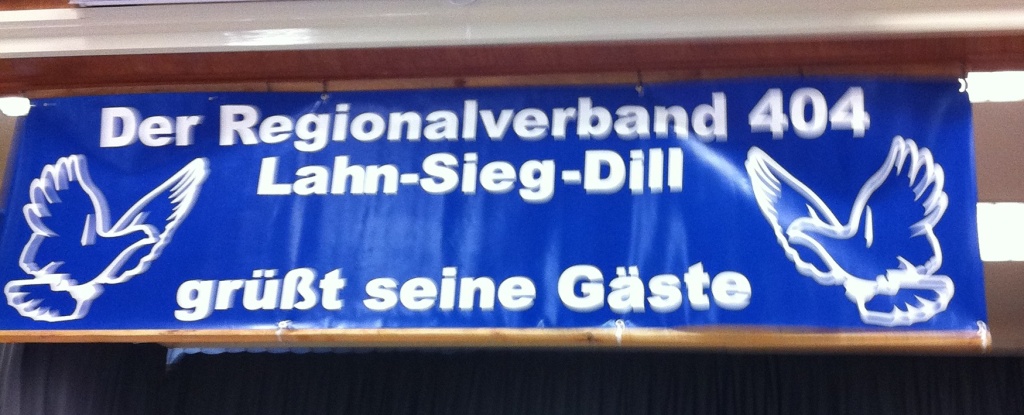 Der Regionalverband 404
Lahn-Sieg-Dill
grüßt seine Gäste